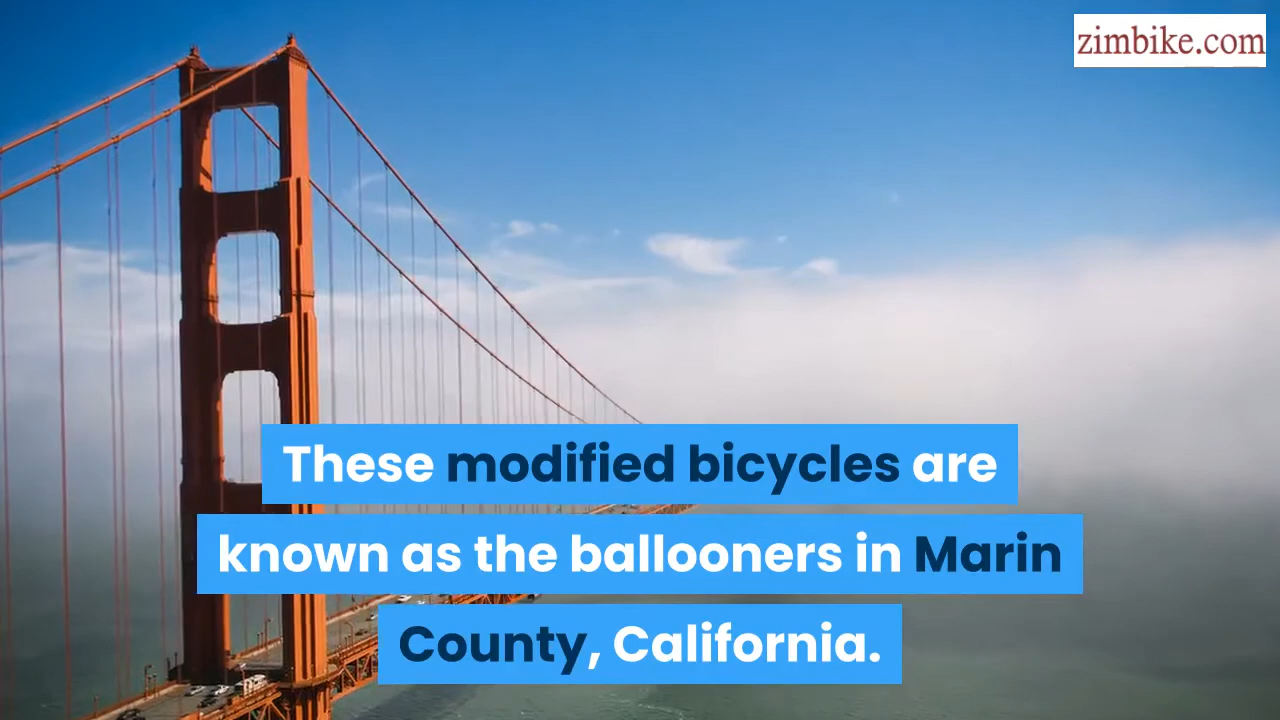 zimbike.com
These modified bicycles are
known as the ballooners in Marin
County, California.